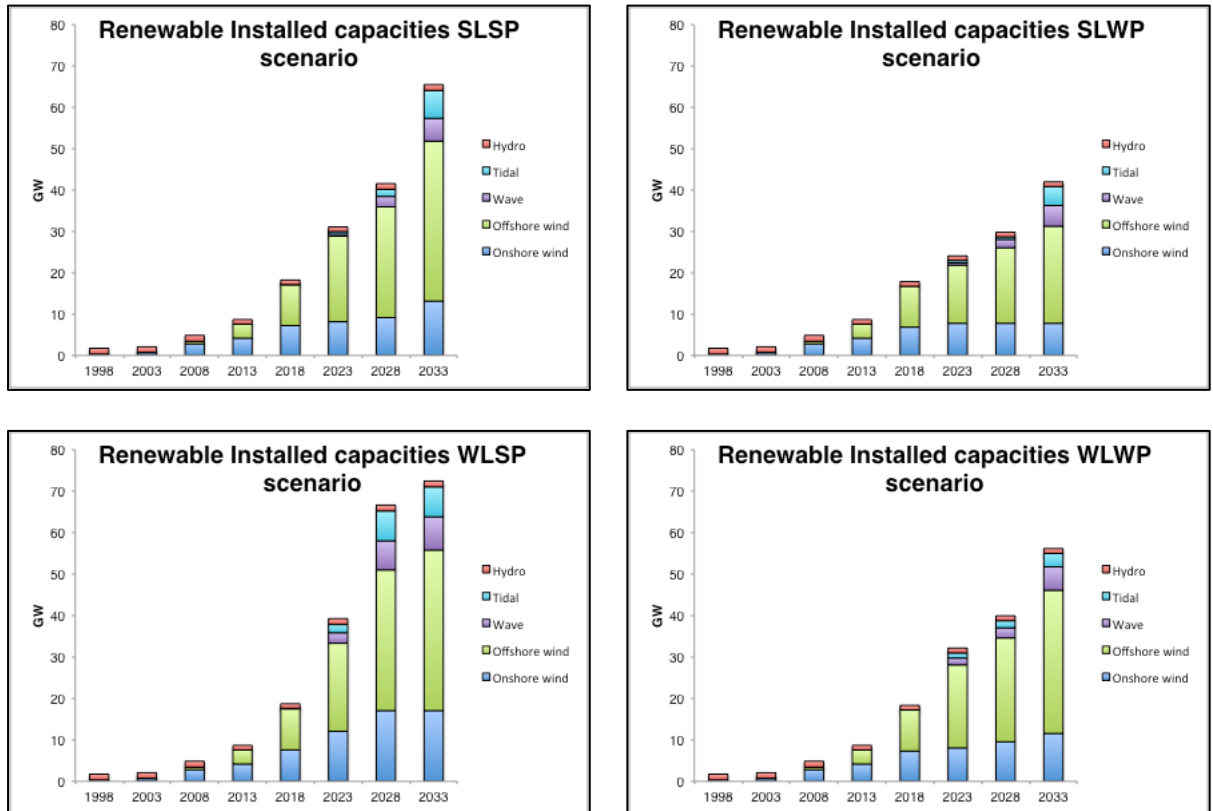 Renewable Installed capacities SLSP
scenario
80
70
60
50
40
30
20
10
0
GW
1998 2003 2008 2013 2018 2023 2028 2033
Hydro
Tidal
Wave
Offshore wind
Onshore wind
Renewable Installed capacities SLWP
scenario
80
70
60
50
40
30
20
10
0
GW
1998 2003 2008 2013 2018 2023 2028 2033
Hydro
Tidal
Wave
Offshore wind
Onshore wind
Renewable Installed capacities WLSP
scenario
80
70
60
50
40
30
20
10
0
GW
1998 2003 2008 2013 2018 2023 2028 2033
Hydro
Tidal
Wave
Offshore wind
Onshore wind
Renewable Installed capacities WLWP
scenario
80
70
60
50
40
30
20
10
0
GW
1998 2003 2008 2013 2018 2023 2028 2033
Hydro
Tidal
Wave
Offshore wind
Onshore wind